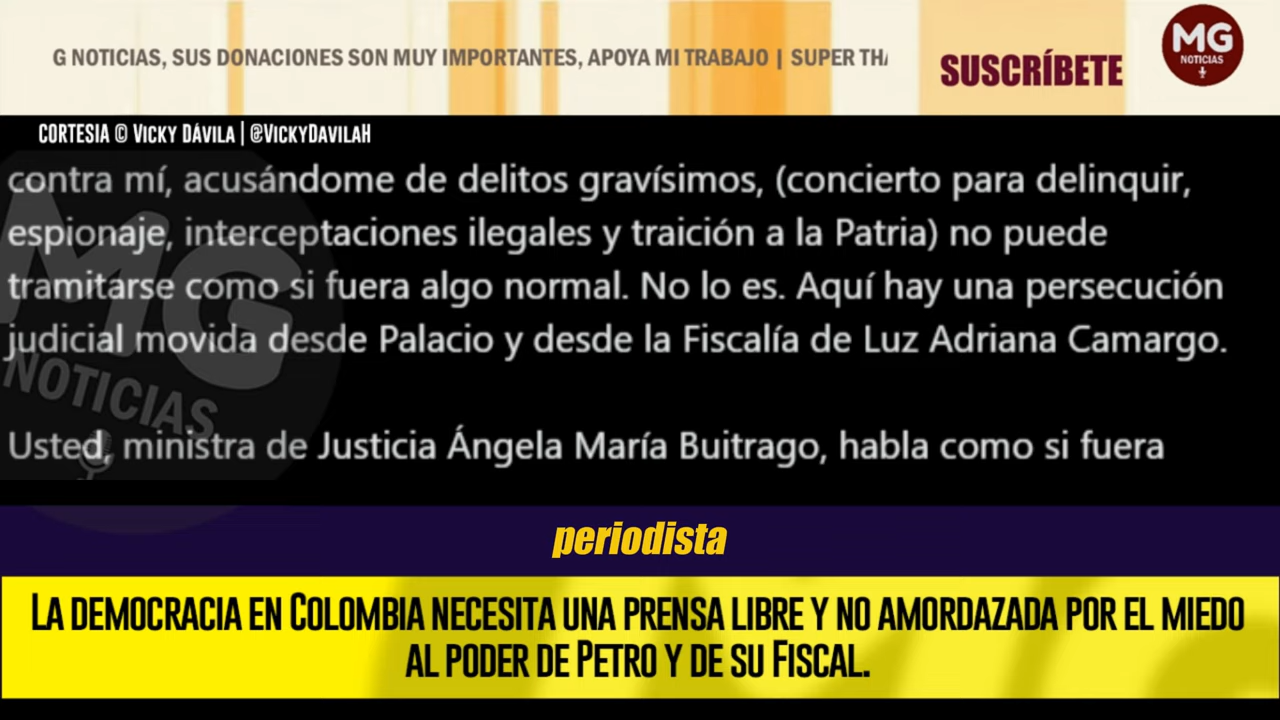 G NOTICIAS, SUS DONACIONES SON MUY IMPORTANTES, APOYA MI TRABAJO | SUPER THA
SUSCRÍBETE
MG
NOTICIAS
CORTESIA © VICKY DÁVILA | @VICKYDAVILAH
contra mí, acusándome de delitos gravísimos, (concierto para delinquir,
espionaje, interceptaciones ilegales y traición a la Patria) no puede
tramitarse como si fuera algo normal. No lo es. Aquí hay una persecución
judicial movida desde Palacio y desde la Fiscalía de Luz Adriana Camargo.
MG
NOTICIAS
Usted, ministra de Justicia Ángela María Buitrago, habla como si fuera
periodista
LA DEMOCRACIA EN COLOMBIA NECESITA UNA PRENSA LIBRE Y NO AMORDAZADA POR EL MIEDO
AL PODER DE PETRO Y DE SU FISCAL.